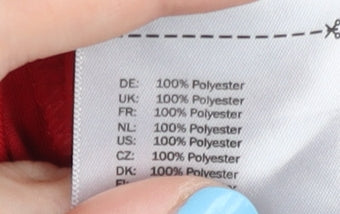 DE: 100% Polyester
UK: 100% Polyester
FR: 100% Polyester
NL: 100% Polyester
US: 100% Polyester
CZ: 100% Polyester
DK: 100% Polyester